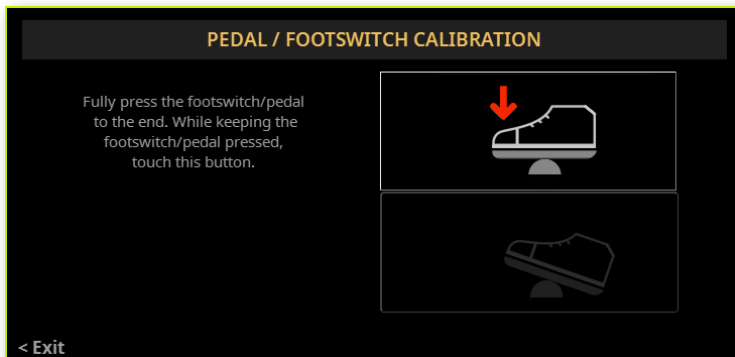 PEDAL / FOOTSWITCH CALIBRATION
Fully press the footswitch/pedal
to the end. While keeping the
footswitch/pedal pressed,
touch this button.
< Exit